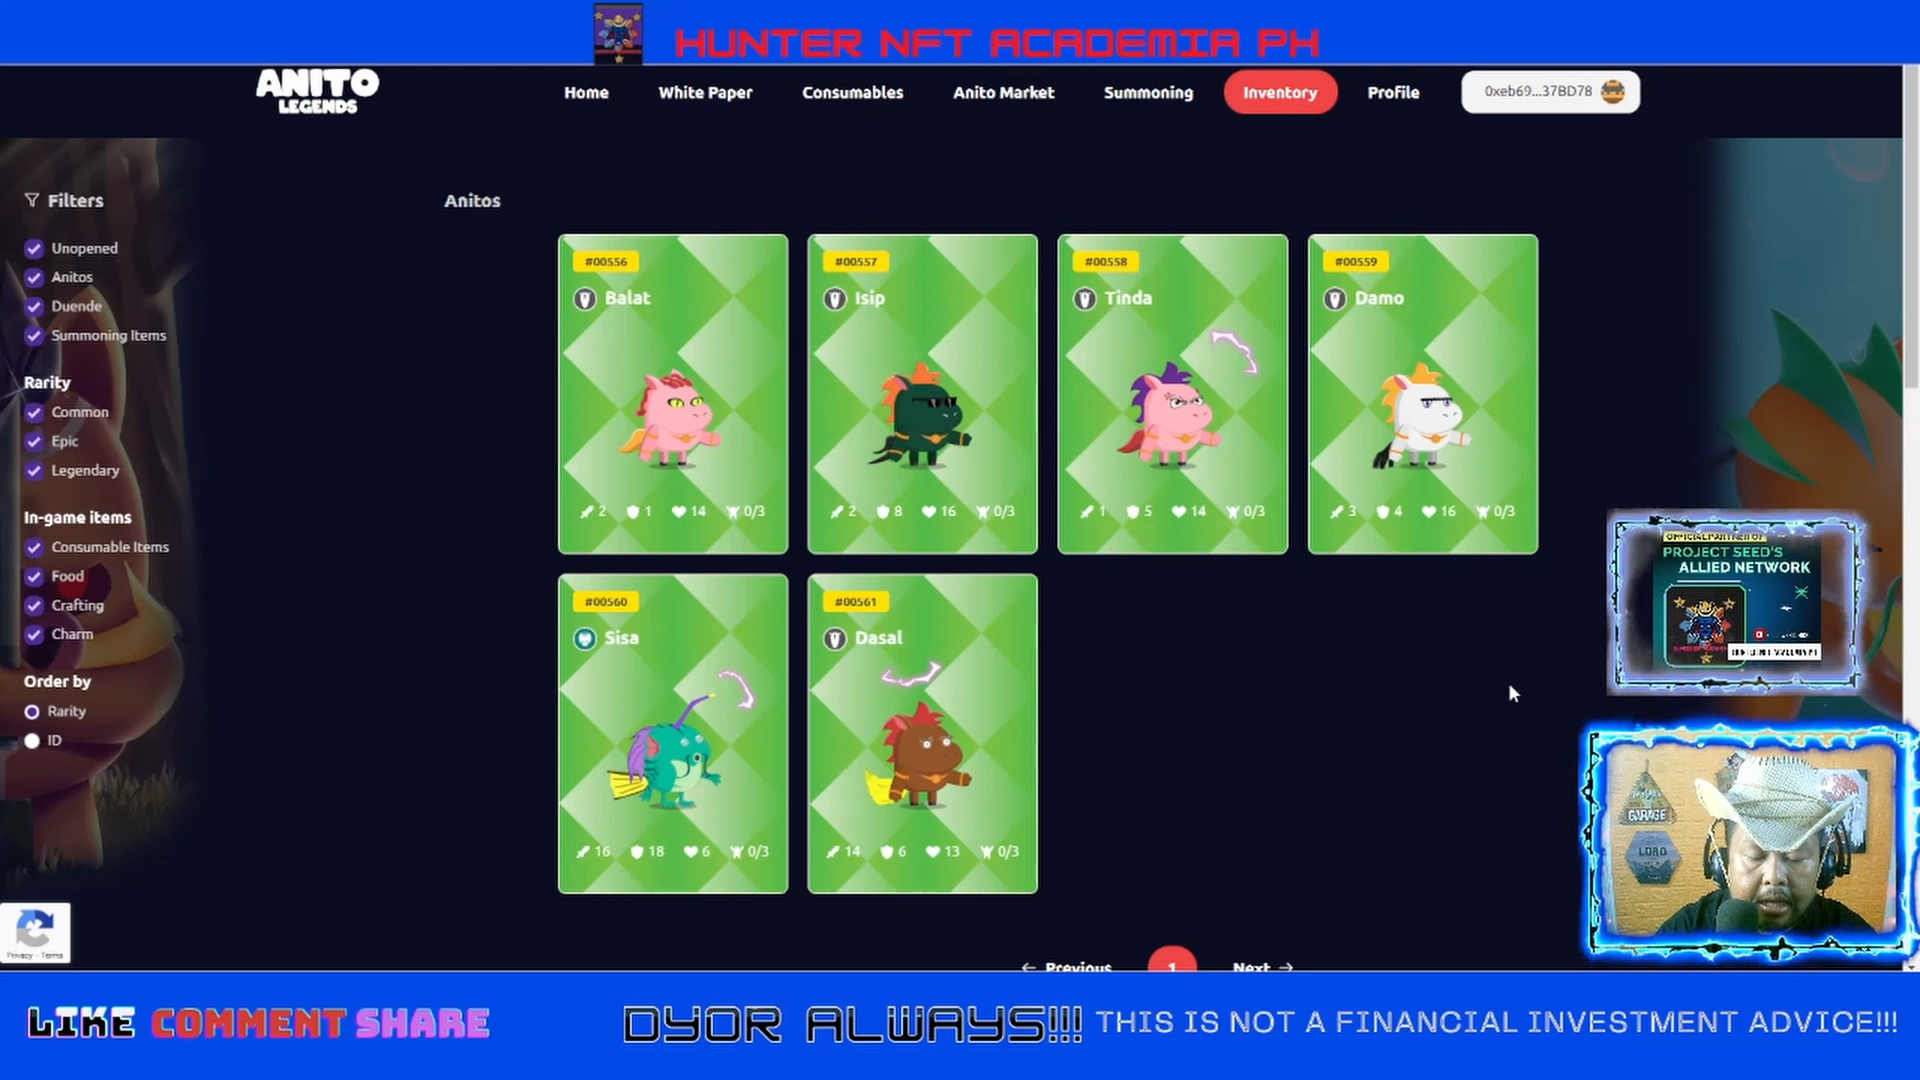 HUNTER NFT ACADEMIA PH
ANITO
LEGENDS
Home White Paper Consumables Anito Market Summoning Inventory Profile 0xeb69...37BD78
Filters
Unopened
Anitos
Duende
Summoning Items
Rarity
Common
Epic
Legendary
In-game items
Consumable Items
Food
Crafting
Charm
Order by
Rarity
ID
Anitos
#00556
Balat
2 1 14 0/3
#00557
Isip
2 8 16 0/3
#00558
Tinda
1 5 14 0/3
#00559
Damo
3 4 16 0/3
#00560
Sisa
16 18 6 0/3
#00561
Dasal
14 6 13 0/3
← Previous 1 Next →
PROJECT SEED'S
ALLIED NETWORK
GARAGE
LOBO
Privacy - Terms
LIKE COMMENT SHARE
DYOR ALWAYS!!!
THIS IS NOT A FINANCIAL INVESTMENT ADVICE!!!